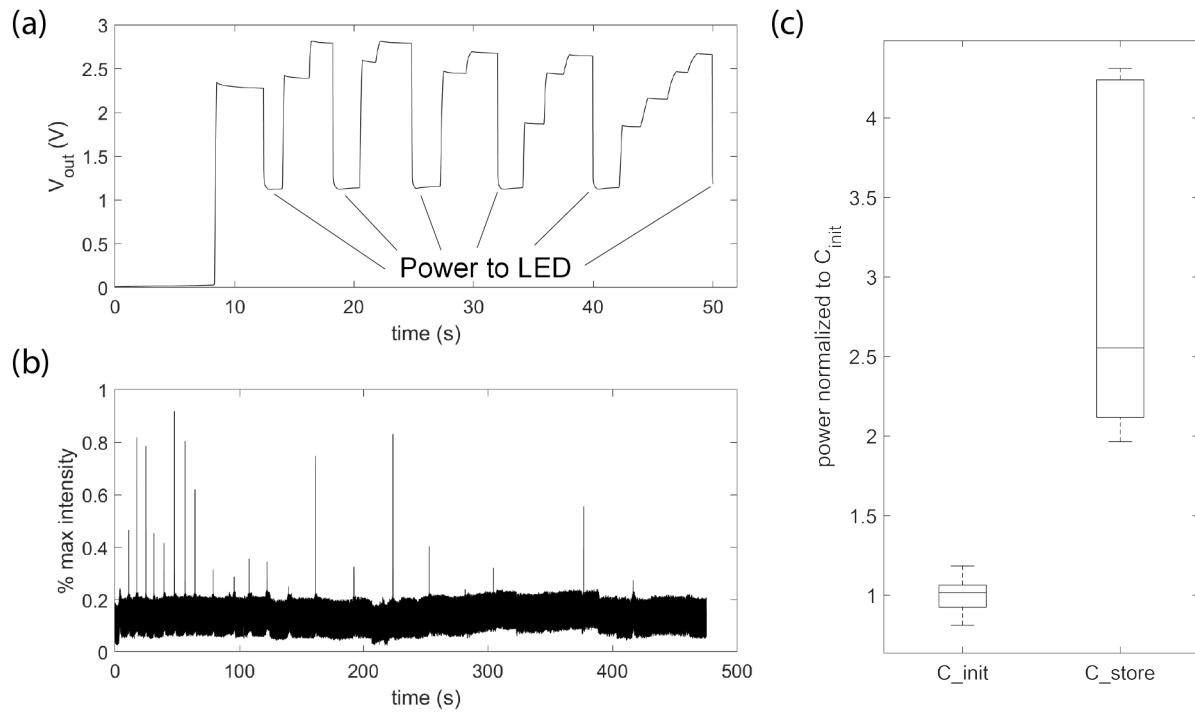 (a)
3
2.5
2
1.5
1
0.5
0
V_out (V)
Power to LED
0 10 20 30 40 50
time (s)
(b)
1
0.8
0.6
0.4
0.2
0
% max intensity
0 100 200 300 400 500
time (s)
(c)
4
3.5
3
2.5
2
1.5
1
power normalized to C_init
C_init C_store